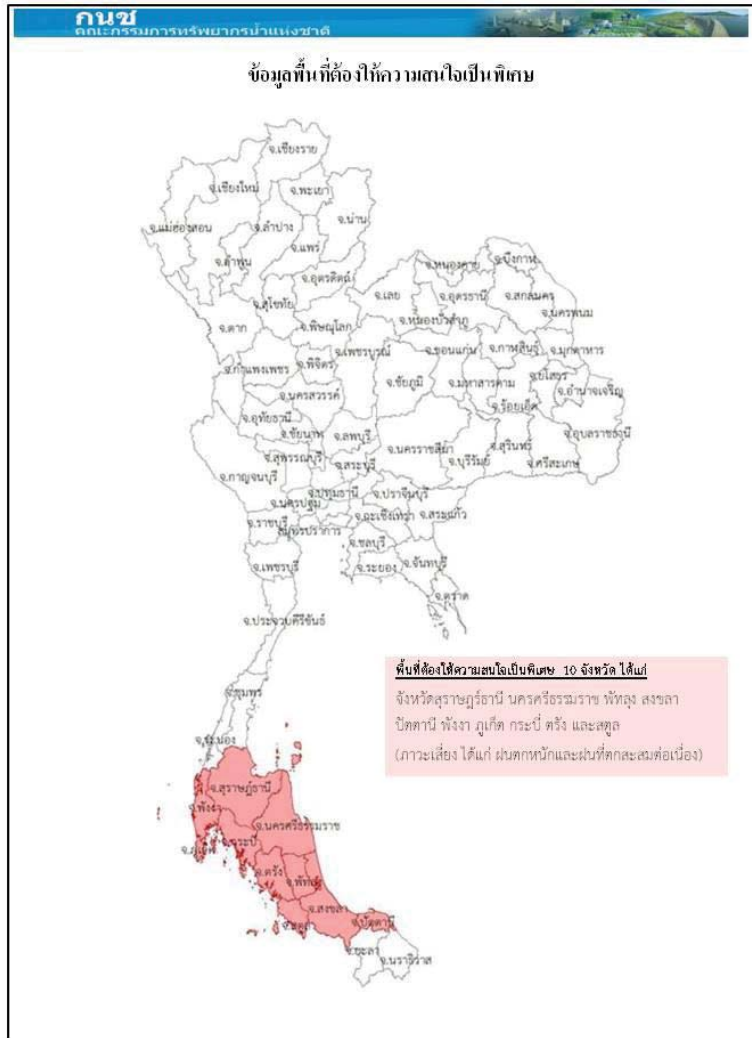 กนช
คณะกรรมการทรัพยากรน้ำแห่งชาติ
ข้อมูลพื้นที่ต้องให้ความสนใจเป็นพิเศษ
จ.เชียงราย
จ.เชียงใหม่
จ.พะเยา
จ.น่าน
จ.แม่ฮ่องสอน
จ.ลำปาง
จ.แพร่
จ.ลำพูน
จ.อุตรดิตถ์
จ.บึงกาฬ
จ.หนองคาย
จ.เลย
จ.อุดรธานี
จ.สกลนคร
จ.สุโขทัย
จ.นครพนม
จ.ตาก
จ.พิษณุโลก
จ.หนองบัวลำภู
จ.เพชรบูรณ์
จ.ขอนแก่น
จ.กาฬสินธุ์
จ.มุกดาหาร
จ.กำแพงเพชร
จ.พิจิตร
จ.ชัยภูมิ
จ.มหาสารคาม
จ.ยโสธร
จ.อำนาจเจริญ
จ.นครสวรรค์
จ.ร้อยเอ็ด
จ.อุทัยธานี
จ.ชัยนาท
จ.ลพบุรี
จ.อุบลราชธานี
จ.นครราชสีมา
จ.สุรินทร์
จ.สุพรรณบุรี
จ.สระบุรี
จ.บุรีรัมย์
จ.ศรีสะเกษ
จ.กาญจนบุรี
จ.ปทุมธานี
จ.ปราจีนบุรี
จ.นครปฐม
จ.ฉะเชิงเทรา
จ.สระแก้ว
จ.ราชบุรี
จ.ชลบุรี
จ.เพชรบุรี
จ.ระยอง
จ.จันทบุรี
จ.ตราด
จ.ประจวบคีรีขันธ์
พื้นที่ต้องให้ความสนใจเป็นพิเศษ 10 จังหวัด ได้แก่
จังหวัดสุราษฎร์ธานี นครศรีธรรมราช พัทลุง สงขลา
ปัตตานี พังงา ภูเก็ต กระบี่ ตรัง และสตูล
(ภาวะเสี่ยง ได้แก่ ฝนตกหนักและฝนที่ตกสะสมต่อเนื่อง)
จ.ชุมพร
จ.ระนอง
จ.สุราษฎร์ธานี
จ.พังงา
จ.นครศรีธรรมราช
จ.กระบี่
จ.ภูเก็ต
จ.ตรัง
จ.พัทลุง
จ.สงขลา
จ.สตูล
จ.ปัตตานี
จ.ยะลา
จ.นราธิวาส